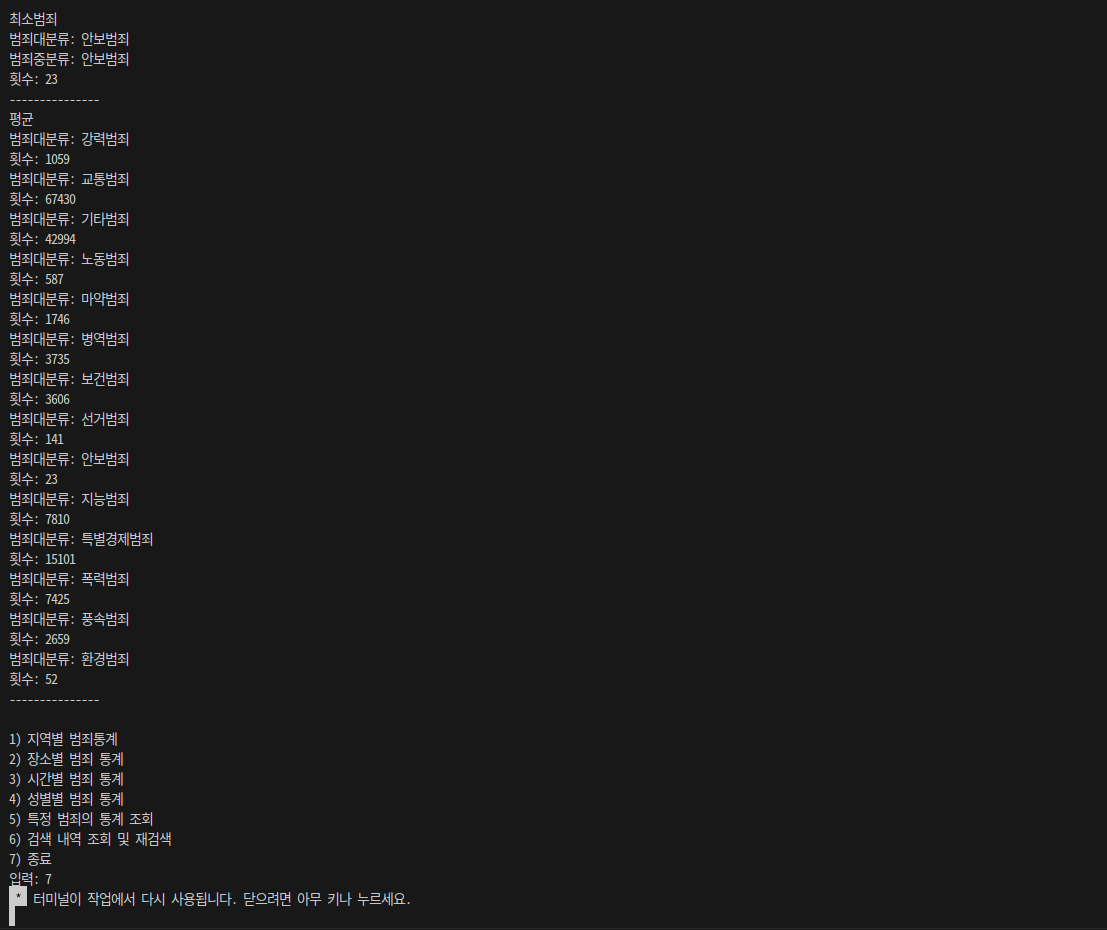 최소범죄
범죄대분류: 안보범죄
범죄중분류: 안보범죄
횟수: 23
---------------
평균
범죄대분류: 강력범죄
횟수: 1059
범죄대분류: 교통범죄
횟수: 67430
범죄대분류: 기타범죄
횟수: 42994
범죄대분류: 노동범죄
횟수: 587
범죄대분류: 마약범죄
횟수: 1746
범죄대분류: 병역범죄
횟수: 3735
범죄대분류: 보건범죄
횟수: 3606
범죄대분류: 선거범죄
횟수: 141
범죄대분류: 안보범죄
횟수: 23
범죄대분류: 지능범죄
횟수: 7810
범죄대분류: 특별경제범죄
횟수: 15101
범죄대분류: 폭력범죄
횟수: 7425
범죄대분류: 풍속범죄
횟수: 2659
범죄대분류: 환경범죄
횟수: 52
---------------
1) 지역별 범죄통계
2) 장소별 범죄 통계
3) 시간별 범죄 통계
4) 성별별 범죄 통계
5) 특정 범죄의 통계 조회
6) 검색 내역 조회 및 재검색
7) 종료
입력: 7
* 터미널이 작업에서 다시 사용됩니다. 닫으려면 아무 키나 누르세요.